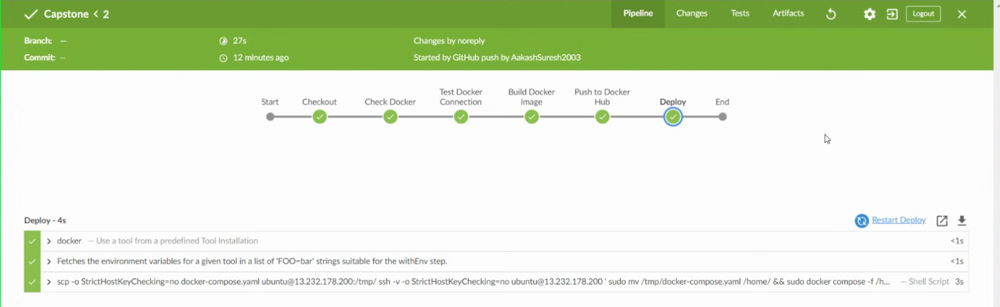 Capstone < 2
Pipeline
Changes
Tests
Artifacts
Logout
Branch: —
27s
Changes by noreply
Commit: —
12 minutes ago
Started by GitHub push by AakashSuresh2003
Start
Checkout
Check Docker
Test Docker
Connection
Build Docker
Image
Push to Docker
Hub
Deploy
End
Deploy - 4s
Restart Deploy
docker — Use a tool from a predefined Tool Installation <1s
Fetches the environment variables for a given tool in a list of 'FOO=bar' strings suitable for the withEnv step. <1s
scp -o StrictHostKeyChecking=no docker-compose.yaml ubuntu@13.232.178.200:/tmp/ ssh -v -o StrictHostKeyChecking=no ubuntu@13.232.178.200 ' sudo mv /tmp/docker-compose.yaml /home/ && sudo docker compose -f /h... — Shell Script 3s